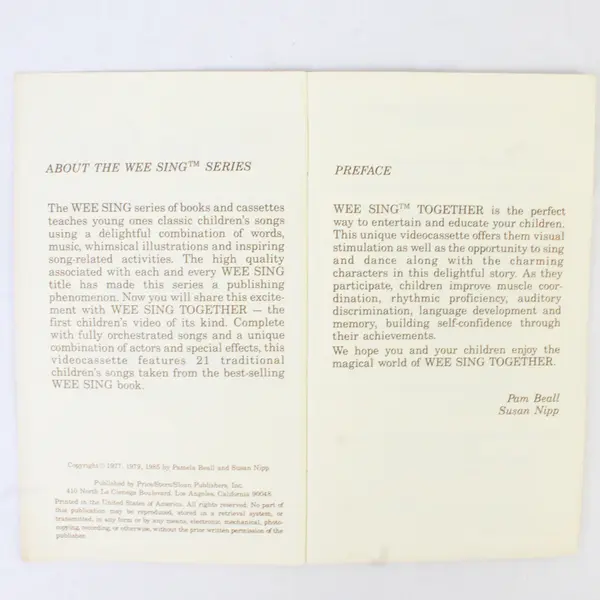 ABOUT THE WEE SING™ SERIES
The WEE SING series of books and cassettes
teaches young ones classic children's songs
using a delightful combination of words,
music, whimsical illustrations and inspiring
song-related activities. The high quality
associated with each and every WEE SING
title has made this series a publishing
phenomenon. Now you will share this excite-
ment with WEE SING TOGETHER — the
first children's video of its kind. Complete
with fully orchestrated songs and a unique
combination of actors and special effects, this
videocassette features 21 traditional
children's songs taken from the best-selling
WEE SING book.
Copyright © 1977, 1979, 1985 by Pamela Beall and Susan Nipp
Published by Price/Stern/Sloan Publishers, Inc.
410 North La Cienega Boulevard, Los Angeles, California 90048.
Printed in the United States of America. All rights reserved. No part of
this publication may be reproduced, stored in a retrieval system, or
transmitted, in any form or by any means, electronic, mechanical, photo-
copying, recording, or otherwise, without the prior written permission of the
publisher.
PREFACE
WEE SING™ TOGETHER is the perfect
way to entertain and educate your children.
This unique videocassette offers them visual
stimulation as well as the opportunity to sing
and dance along with the charming
characters in this delightful story. As they
participate, children improve muscle coor-
dination, rhythmic proficiency, auditory
discrimination, language development and
memory, building self-confidence through
their achievements.
We hope you and your children enjoy the
magical world of WEE SING TOGETHER.
Pam Beall
Susan Nipp